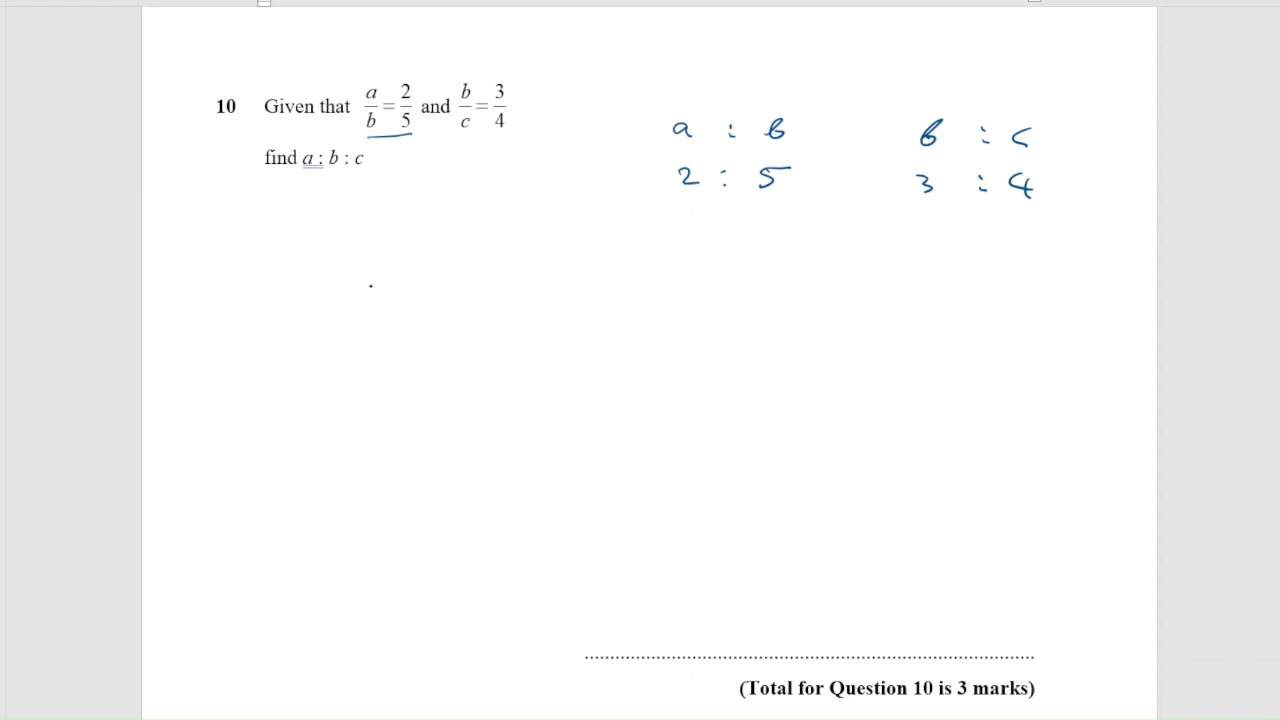 10 Given that a/b = 2/5 and b/c = 3/4
find a : b : c
a : b
2 : 5
b : c
3 : 4
(Total for Question 10 is 3 marks)